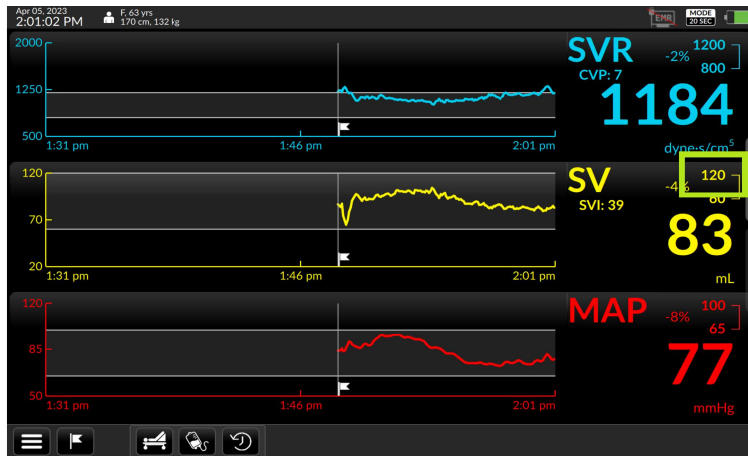 Apr 05, 2023
2:01:02 PM
F, 63 yrs
170 cm, 132 kg
EMR
MODE
20 SEC
2000
1250
500
1:31 pm
1:46 pm
2:01 pm
SVR
CVP: 7
-2%
1200
800
1184
dyne·s/cm⁵
120
70
20
1:31 pm
1:46 pm
2:01 pm
SV
SVI: 39
-4%
120
60
83
mL
120
85
50
1:31 pm
1:46 pm
2:01 pm
MAP
-8%
100
65
77
mmHg